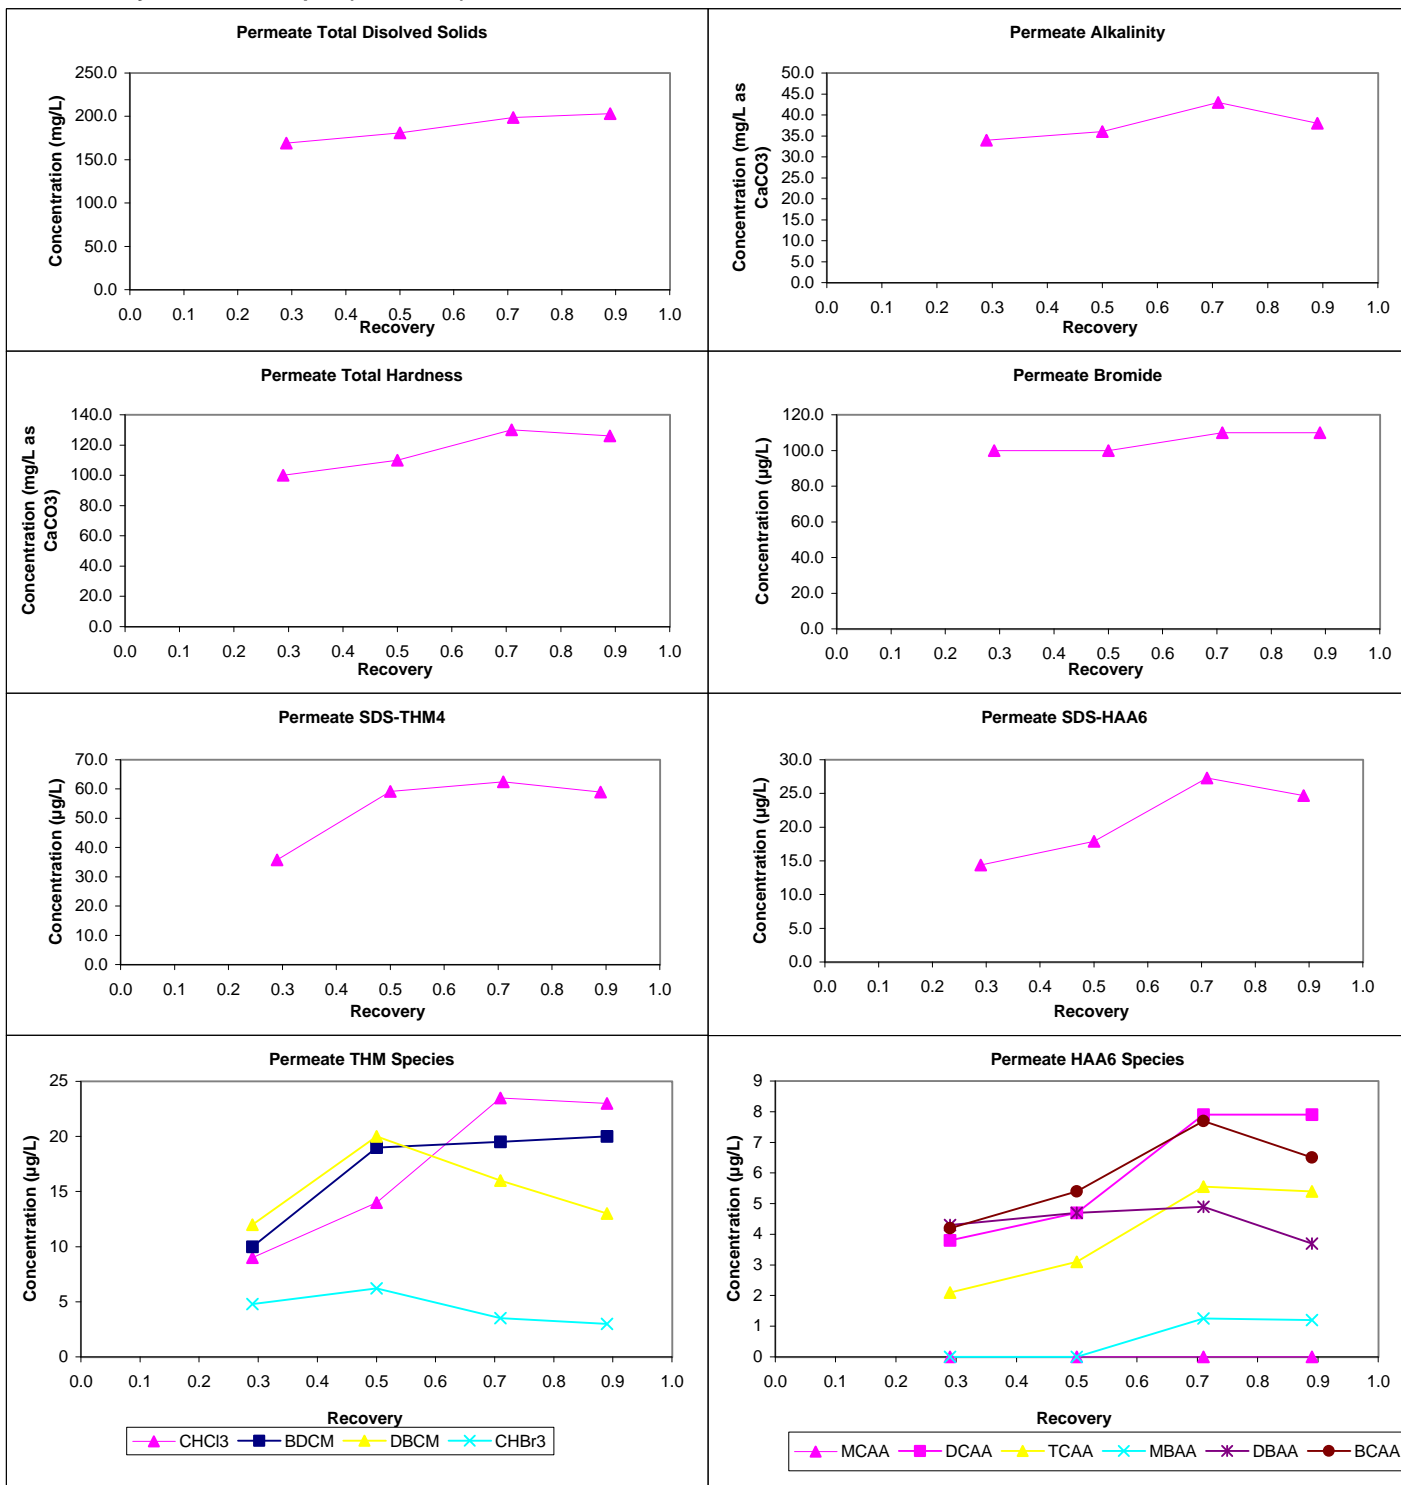 Permeate Total Disolved Solids
Concentration (mg/L)
250.0
200.0
150.0
100.0
50.0
0.0
0.0 0.1 0.2 0.3 0.4 0.5 0.6 0.7 0.8 0.9 1.0
Recovery
Permeate Alkalinity
Concentration (mg/L as
CaCO3)
50.0
45.0
40.0
35.0
30.0
25.0
20.0
15.0
10.0
5.0
0.0
0.0 0.1 0.2 0.3 0.4 0.5 0.6 0.7 0.8 0.9 1.0
Recovery
Permeate Total Hardness
Concentration (mg/L as
CaCO3)
140.0
120.0
100.0
80.0
60.0
40.0
20.0
0.0
0.0 0.1 0.2 0.3 0.4 0.5 0.6 0.7 0.8 0.9 1.0
Recovery
Permeate Bromide
Concentration (µg/L)
120.0
100.0
80.0
60.0
40.0
20.0
0.0
0.0 0.1 0.2 0.3 0.4 0.5 0.6 0.7 0.8 0.9 1.0
Recovery
Permeate SDS-THM4
Concentration (µg/L)
70.0
60.0
50.0
40.0
30.0
20.0
10.0
0.0
0.0 0.1 0.2 0.3 0.4 0.5 0.6 0.7 0.8 0.9 1.0
Recovery
Permeate SDS-HAA6
Concentration (µg/L)
30.0
25.0
20.0
15.0
10.0
5.0
0.0
0.0 0.1 0.2 0.3 0.4 0.5 0.6 0.7 0.8 0.9 1.0
Recovery
Permeate THM Species
Concentration (µg/L)
25
20
15
10
5
0
0.0 0.1 0.2 0.3 0.4 0.5 0.6 0.7 0.8 0.9 1.0
Recovery
CHCl3 BDCM DBCM CHBr3
Permeate HAA6 Species
Concentration (µg/L)
9
8
7
6
5
4
3
2
1
0
0.0 0.1 0.2 0.3 0.4 0.5 0.6 0.7 0.8 0.9 1.0
Recovery
MCAA DCAA TCAA MBAA DBAA BCAA